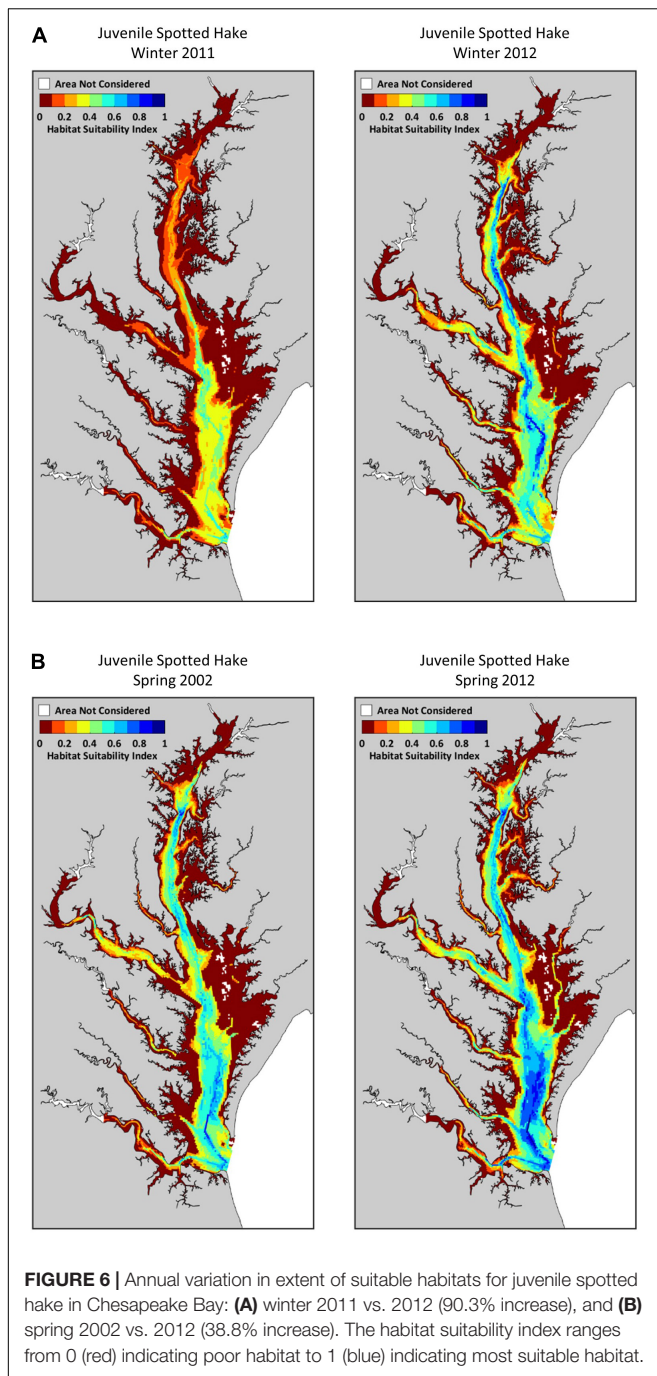 A
Juvenile Spotted Hake
Winter 2011
Juvenile Spotted Hake
Winter 2012
Area Not Considered
0 0.2 0.4 0.6 0.8 1
Habitat Suitability Index
Area Not Considered
0 0.2 0.4 0.6 0.8 1
Habitat Suitability Index
B
Juvenile Spotted Hake
Spring 2002
Juvenile Spotted Hake
Spring 2012
Area Not Considered
0 0.2 0.4 0.6 0.8 1
Habitat Suitability Index
Area Not Considered
0 0.2 0.4 0.6 0.8 1
Habitat Suitability Index
FIGURE 6 | Annual variation in extent of suitable habitats for juvenile spotted
hake in Chesapeake Bay: (A) winter 2011 vs. 2012 (90.3% increase), and (B)
spring 2002 vs. 2012 (38.8% increase). The habitat suitability index ranges
from 0 (red) indicating poor habitat to 1 (blue) indicating most suitable habitat.